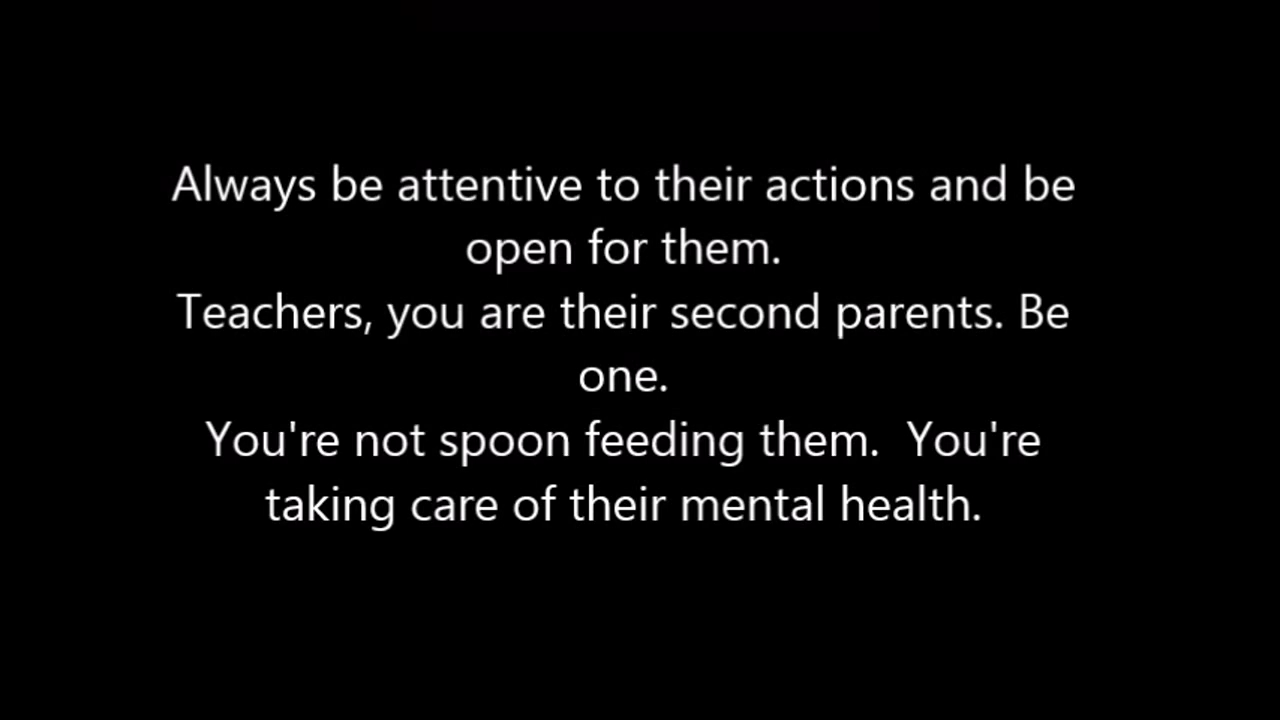 Always be attentive to their actions and be
open for them.
Teachers, you are their second parents. Be
one.
You're not spoon feeding them.  You're
taking care of their mental health.